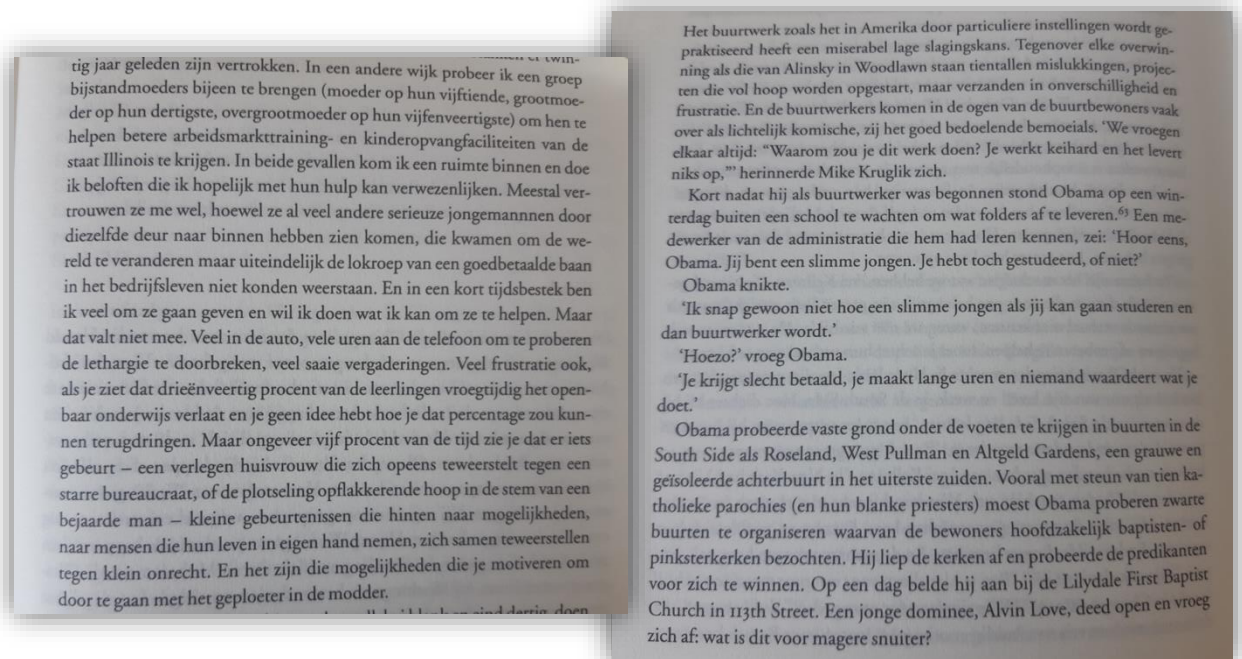 tig jaar geleden zijn vertrokken. In een andere wijk probeer ik een groep
bijstandmoeders bijeen te brengen (moeder op hun vijftiende, grootmoe-
der op hun dertigste, overgrootmoeder op hun vijfenveertigste) om hen te
helpen betere arbeidsmarkttraining- en kinderopvangfaciliteiten van de
staat Illinois te krijgen. In beide gevallen kom ik een ruimte binnen en doe
ik beloften die ik hopelijk met hun hulp kan verwezenlijken. Meestal ver-
trouwen ze me wel, hoewel ze al veel andere serieuze jongemannnen door
diezelfde deur naar binnen hebben zien komen, die kwamen om de we-
reld te veranderen maar uiteindelijk de lokroep van een goedbetaalde baan
in het bedrijfsleven niet konden weerstaan. En in een kort tijdsbestek ben
ik veel om ze gaan geven en wil ik doen wat ik kan om ze te helpen. Maar
dat valt niet mee. Veel in de auto, vele uren aan de telefoon om te proberen
de lethargie te doorbreken, veel saaie vergaderingen. Veel frustratie ook,
als je ziet dat drieënveertig procent van de leerlingen vroegtijdig het open-
baar onderwijs verlaat en je geen idee hebt hoe je dat percentage zou kun-
nen terugdringen. Maar ongeveer vijf procent van de tijd zie je dat er iets
gebeurt – een verlegen huisvrouw die zich opeens teweerstelt tegen een
starre bureaucraat, of de plotseling opflakkerende hoop in de stem van een
bejaarde man – kleine gebeurtenissen die hinten naar mogelijkheden,
naar mensen die hun leven in eigen hand nemen, zich samen teweerstellen
tegen klein onrecht. En het zijn die mogelijkheden die je motiveren om
door te gaan met het geploeter in de modder.
Het buurtwerk zoals het in Amerika door particuliere instellingen wordt ge-
praktiseerd heeft een miserabel lage slagingskans. Tegenover elke overwin-
ning als die van Alinsky in Woodlawn staan tientallen mislukkingen, projec-
ten die vol hoop worden opgestart, maar verzanden in onverschilligheid en
frustratie. En de buurtwerkers komen in de ogen van de buurtbewoners vaak
over als lichtelijk komische, zij het goed bedoelende bemoeials. ‘We vroegen
elkaar altijd: “Waarom zou je dit werk doen? Je werkt keihard en het levert
niks op,”’ herinnerde Mike Kruglik zich.
Kort nadat hij als buurtwerker was begonnen stond Obama op een win-
terdag buiten een school te wachten om wat folders af te leveren.⁶³ Een me-
dewerker van de administratie die hem had leren kennen, zei: ‘Hoor eens,
Obama. Jij bent een slimme jongen. Je hebt toch gestudeerd, of niet?’
Obama knikte.
‘Ik snap gewoon niet hoe een slimme jongen als jij kan gaan studeren en
dan buurtwerker wordt.’
‘Hoezo?’ vroeg Obama.
‘Je krijgt slecht betaald, je maakt lange uren en niemand waardeert wat je
doet.’
Obama probeerde vaste grond onder de voeten te krijgen in buurten in de
South Side als Roseland, West Pullman en Altgeld Gardens, een grauwe en
geïsoleerde achterbuurt in het uiterste zuiden. Vooral met steun van tien ka-
tholieke parochies (en hun blanke priesters) moest Obama proberen zwarte
buurten te organiseren waarvan de bewoners hoofdzakelijk baptisten- of
pinksterkerken bezochten. Hij liep de kerken af en probeerde de predikanten
voor zich te winnen. Op een dag belde hij aan bij de Lilydale First Baptist
Church in 113th Street. Een jonge dominee, Alvin Love, deed open en vroeg
zich af: wat is dit voor magere snuiter?